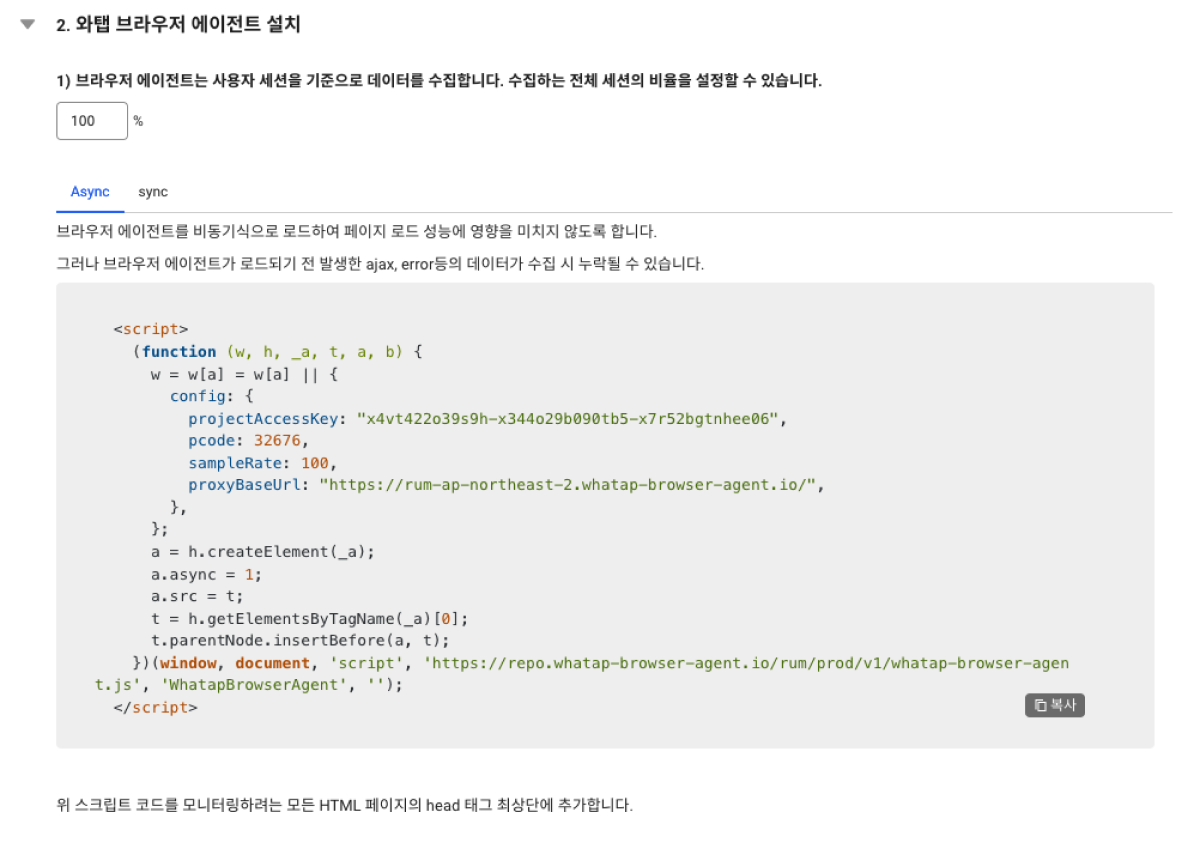 2. 와탭 브라우저 에이전트 설치
1) 브라우저 에이전트는 사용자 세션을 기준으로 데이터를 수집합니다. 수집하는 전체 세션의 비율을 설정할 수 있습니다.
100 %
Async sync
브라우저 에이전트를 비동기식으로 로드하여 페이지 로드 성능에 영향을 미치지 않도록 합니다.
그러나 브라우저 에이전트가 로드되기 전 발생한 ajax, error등의 데이터가 수집 시 누락될 수 있습니다.
<script>
(function (w, h, _a, t, a, b) {
w = w[a] = w[a] || {
config: {
projectAccessKey: "x4vt422o39s9h-x344o29b090tb5-x7r52bgtnhee06",
pcode: 32676,
sampleRate: 100,
proxyBaseUrl: "https://rum-ap-northeast-2.whatap-browser-agent.io/",
},
};
a = h.createElement(_a);
a.async = 1;
a.src = t;
t = h.getElementsByTagName(_a)[0];
t.parentNode.insertBefore(a, t);
})(window, document, 'script', 'https://repo.whatap-browser-agent.io/rum/prod/v1/whatap-browser-agen
t.js', 'WhatapBrowserAgent', '');
</script>
복사
위 스크립트 코드를 모니터링하려는 모든 HTML 페이지의 head 태그 최상단에 추가합니다.